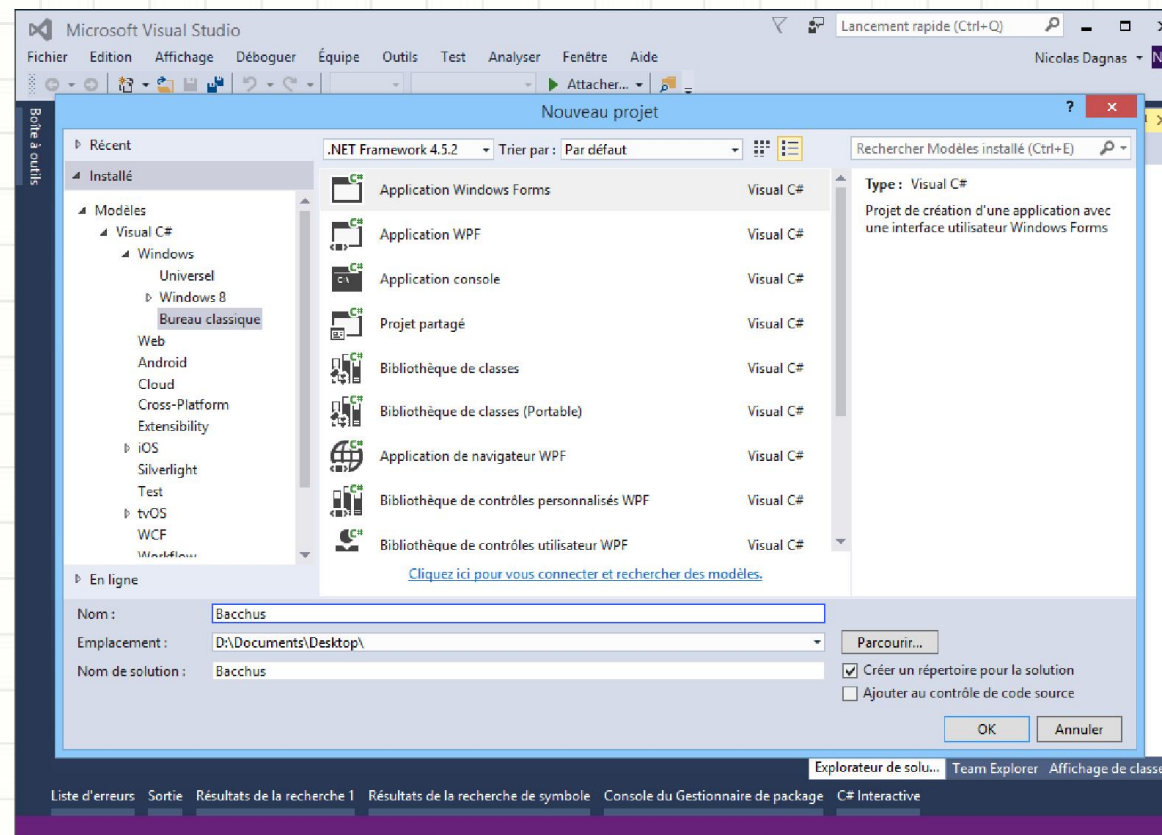 Microsoft Visual Studio
Lancement rapide (Ctrl+Q)
Fichier Edition Affichage Déboguer Équipe Outils Test Analyser Fenêtre Aide
Nicolas Dagnas
Attacher...
Boîte à outils
Nouveau projet
?
Récent
.NET Framework 4.5.2
Trier par : Par défaut
Rechercher Modèles installé (Ctrl+E)
Installé
Modèles
Visual C#
Windows
Universel
Windows 8
Bureau classique
Web
Android
Cloud
Cross-Platform
Extensibility
iOS
Silverlight
Test
tvOS
WCF
Workflow
En ligne
Application Windows Forms Visual C#
Application WPF Visual C#
Application console Visual C#
Projet partagé Visual C#
Bibliothèque de classes Visual C#
Bibliothèque de classes (Portable) Visual C#
Application de navigateur WPF Visual C#
Bibliothèque de contrôles personnalisés WPF Visual C#
Bibliothèque de contrôles utilisateur WPF Visual C#
Cliquez ici pour vous connecter et rechercher des modèles.
Type : Visual C#
Projet de création d'une application avec
une interface utilisateur Windows Forms
Nom : Bacchus
Emplacement : D:\Documents\Desktop\
Parcourir...
Nom de solution : Bacchus
Créer un répertoire pour la solution
Ajouter au contrôle de code source
OK Annuler
Explorateur de solu... Team Explorer Affichage de classe
Liste d'erreurs Sortie Résultats de la recherche 1 Résultats de la recherche de symbole Console du Gestionnaire de package C# Interactive